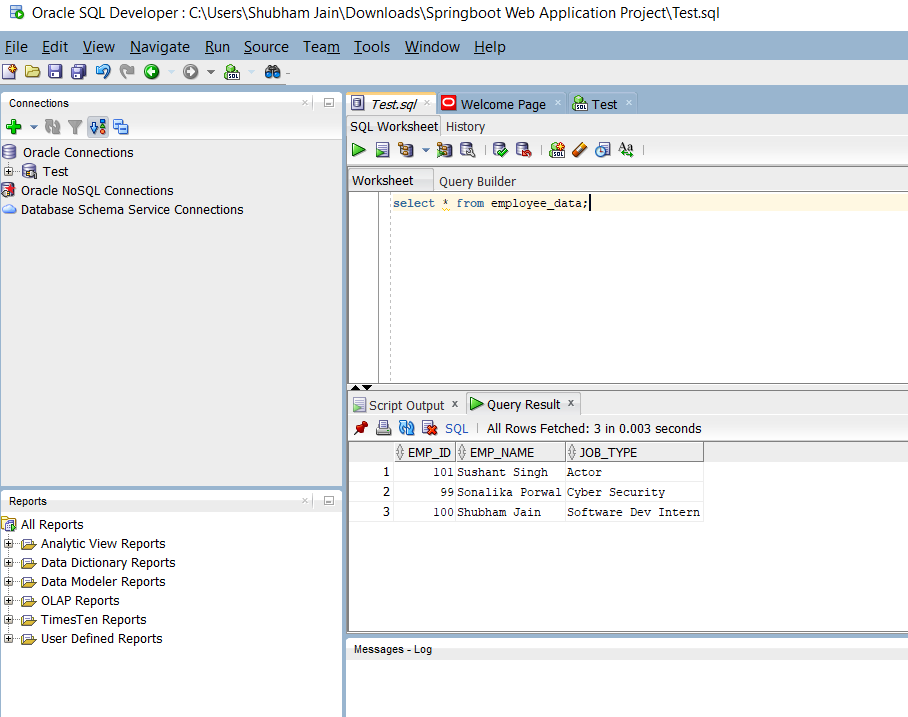 Oracle SQL Developer : C:\Users\Shubham Jain\Downloads\Springboot Web Application Project\Test.sql
File Edit View Navigate Run Source Team Tools Window Help
Connections
Oracle Connections
Test
Oracle NoSQL Connections
Database Schema Service Connections
Reports
All Reports
Analytic View Reports
Data Dictionary Reports
Data Modeler Reports
OLAP Reports
TimesTen Reports
User Defined Reports
Test.sql Welcome Page Test
SQL Worksheet History
Worksheet Query Builder
select * from employee_data;
Script Output x Query Result x
SQL | All Rows Fetched: 3 in 0.003 seconds
EMP_ID EMP_NAME JOB_TYPE
1 101 Sushant Singh Actor
2 99 Sonalika Porwal Cyber Security
3 100 Shubham Jain Software Dev Intern
Messages - Log